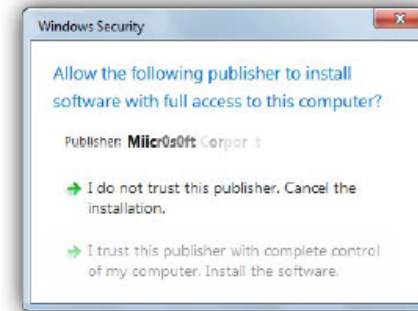 Windows Security
Allow the following publisher to install
software with full access to this computer?
Publisher: Miicr0s0ft Corpor t
I do not trust this publisher. Cancel the
installation.
I trust this publisher with complete control
of my computer. Install the software.